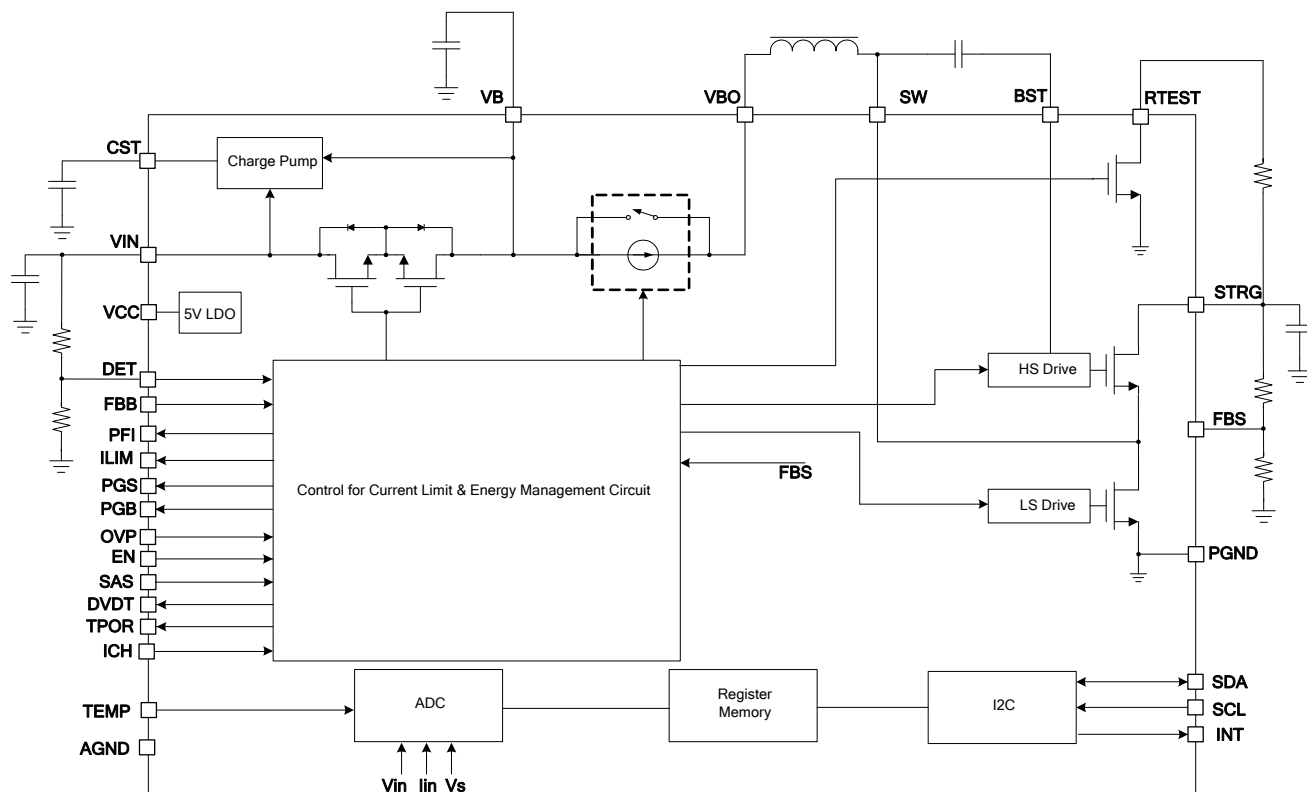 VB
VBO
SW
BST
RTEST
CST
Charge Pump
VIN
VCC
5V LDO
STRG
DET
HS Drive
FBB
FBS
PFI
ILIM
FBS
PGS
Control for Current Limit & Energy Management Circuit
PGB
LS Drive
OVP
EN
PGND
SAS
DVDT
TPOR
ICH
TEMP
ADC
Register
Memory
I2C
SDA
SCL
INT
AGND
Vin Iin Vs